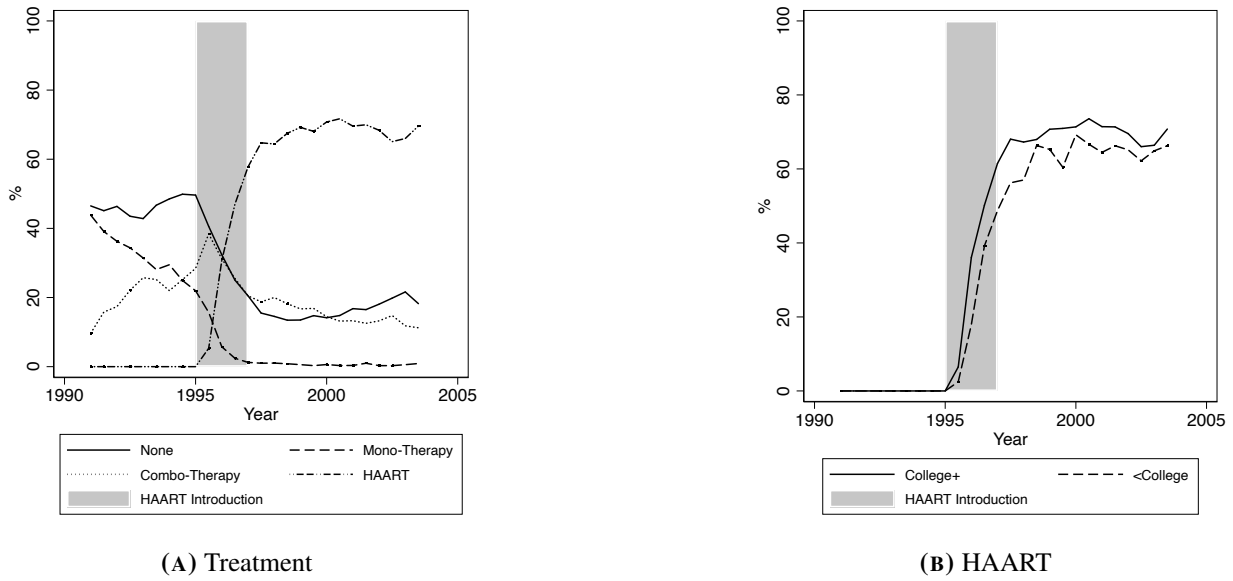 100
80
60
40
20
0
%
1990 1995 2000 2005
Year
None Mono-Therapy
Combo-Therapy HAART
HAART Introduction
(A) Treatment
100
80
60
40
20
0
%
1990 1995 2000 2005
Year
College+ <College
HAART Introduction
(B) HAART